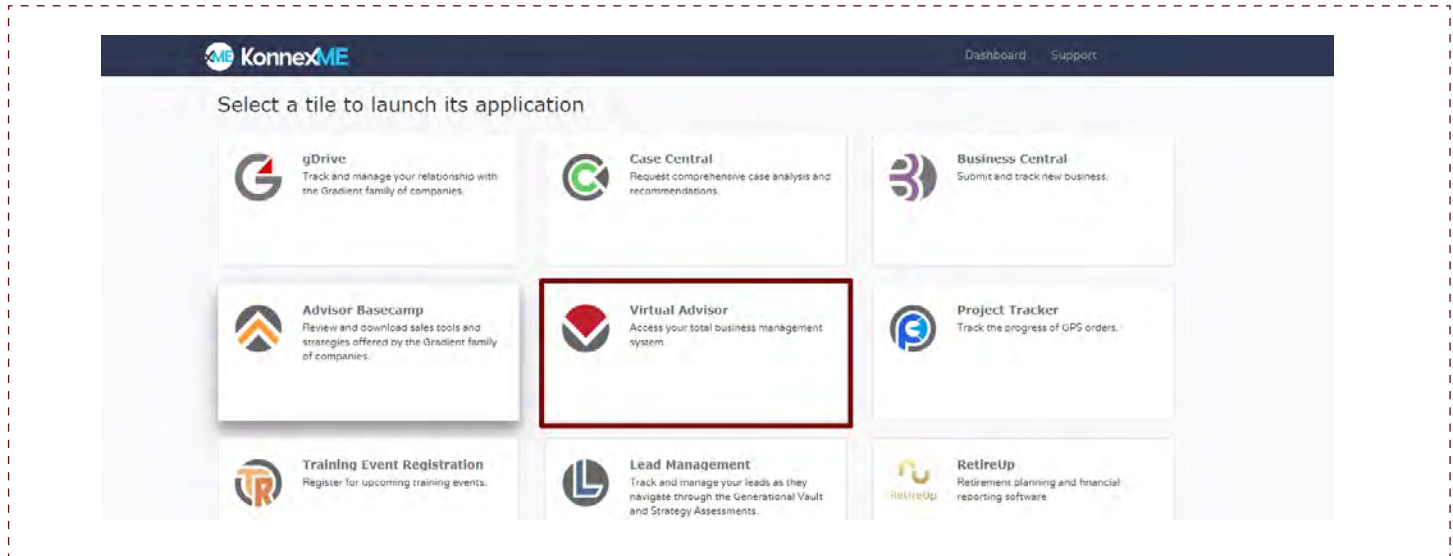 ME KonnexME
Dashboard Support
Select a tile to launch its application
gDrive
Track and manage your relationship with
the Gradient family of companies.
Case Central
Request comprehensive case analysis and
recommendations.
Business Central
Submit and track new business.
Advisor Basecamp
Review and download sales tools and
strategies offered by the Gradient family
of companies.
Virtual Advisor
Access your total business management
system.
Project Tracker
Track the progress of GPS orders.
TR
Training Event Registration
Register for upcoming training events.
L
Lead Management
Track and manage your leads as they
navigate through the Generational Vault
and Strategy Assessments.
RetireUp
RetireUp
Retirement planning and financial
reporting software